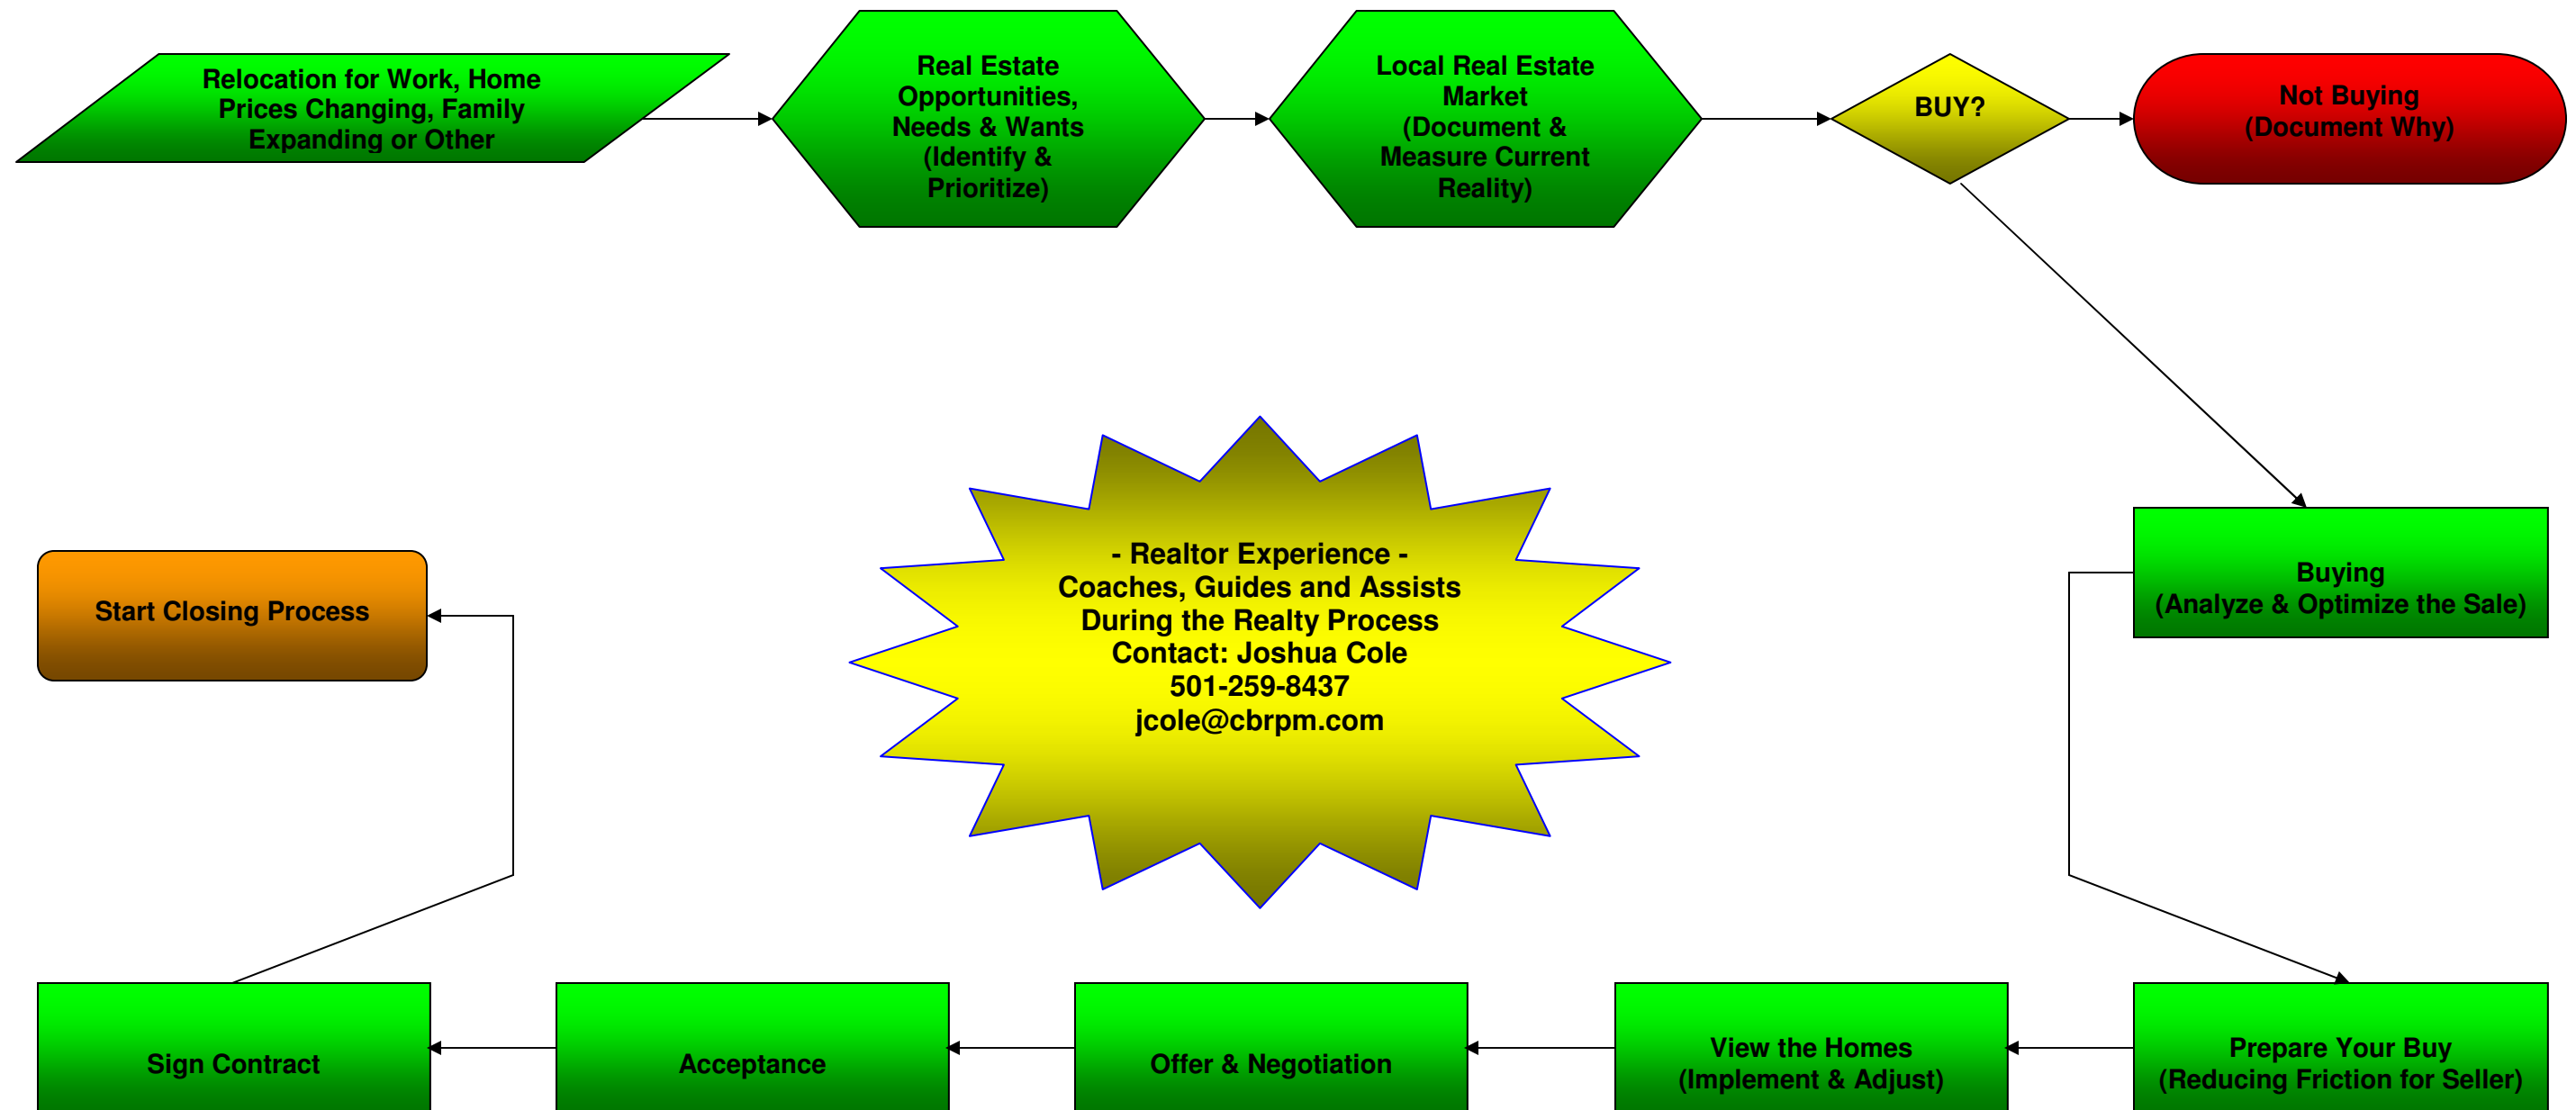 Relocation for Work, Home
Prices Changing, Family
Expanding or Other
Real Estate
Opportunities,
Needs & Wants
(Identify &
Prioritize)
Local Real Estate
Market
(Document &
Measure Current
Reality)
BUY?
Not Buying
(Document Why)
Buying
(Analyze & Optimize the Sale)
- Realtor Experience -
Coaches, Guides and Assists
During the Realty Process
Contact: Joshua Cole
501-259-8437
jcole@cbrpm.com
Start Closing Process
Sign Contract
Acceptance
Offer & Negotiation
View the Homes
(Implement & Adjust)
Prepare Your Buy
(Reducing Friction for Seller)